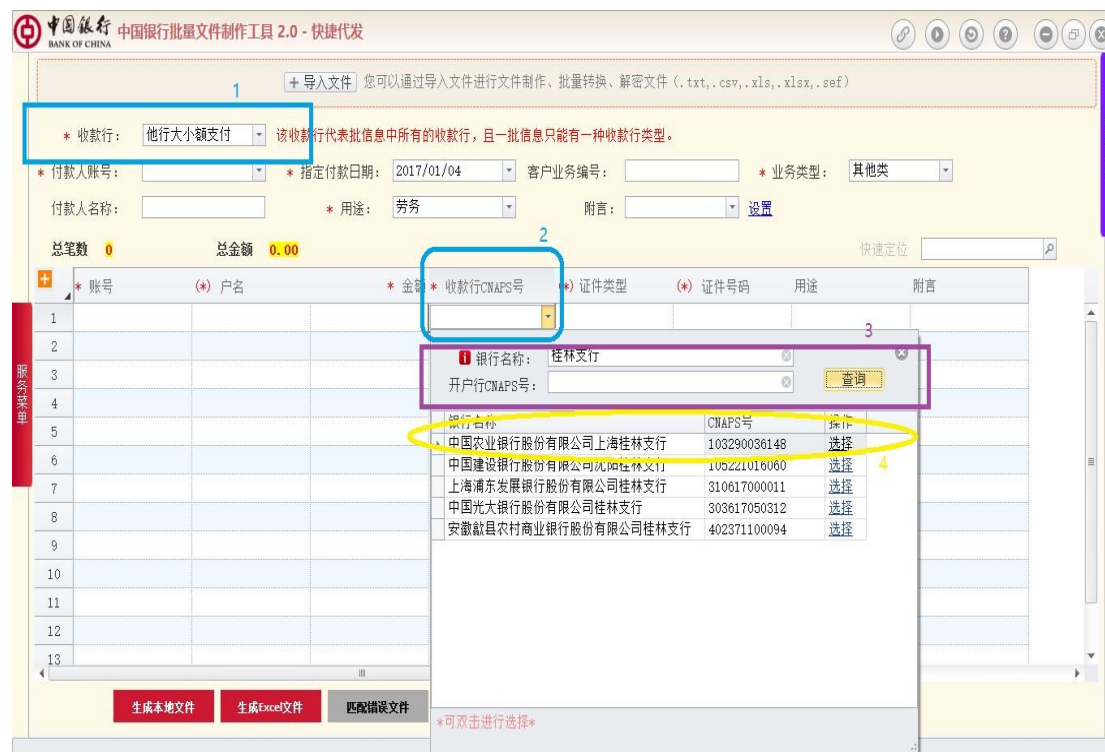 中国银行 中国银行批量文件制作工具 2.0 - 快捷代发
BANK OF CHINA
+ 导入文件 您可以通过导入文件进行文件制作、批量转换、解密文件 (.txt,.csv,.xls,.xlsx,.sef)
1
* 收款行: 他行大小额支付 该收款行代表批信息中所有的收款行，且一批信息只能有一种收款行类型。
* 付款人账号: * 指定付款日期: 2017/01/04 客户业务编号: * 业务类型: 其他类
付款人名称: * 用途: 劳务 附言: 设置
2
总笔数 0 总金额 0.00 快速定位
* 账号 (*) 户名 * 金额 * 收款行CNAPS号 (*) 证件类型 (*) 证件号码 用途 附言
1
2
3
4
5
6
7
8
9
10
11
12
13
服务菜单
3
银行名称: 桂林支行
开户行CNAPS号: 查询
银行名称 CNAPS号 操作
中国农业银行股份有限公司上海桂林支行 103290036148 选择
4
中国建设银行股份有限公司沈阳桂林支行 105221016060 选择
上海浦东发展银行股份有限公司桂林支行 310617000011 选择
中国光大银行股份有限公司桂林支行 303617050312 选择
安徽歙县农村商业银行股份有限公司桂林支行 402371100094 选择
生成本地文件 生成Excel文件 匹配错误文件
*可双击进行选择*